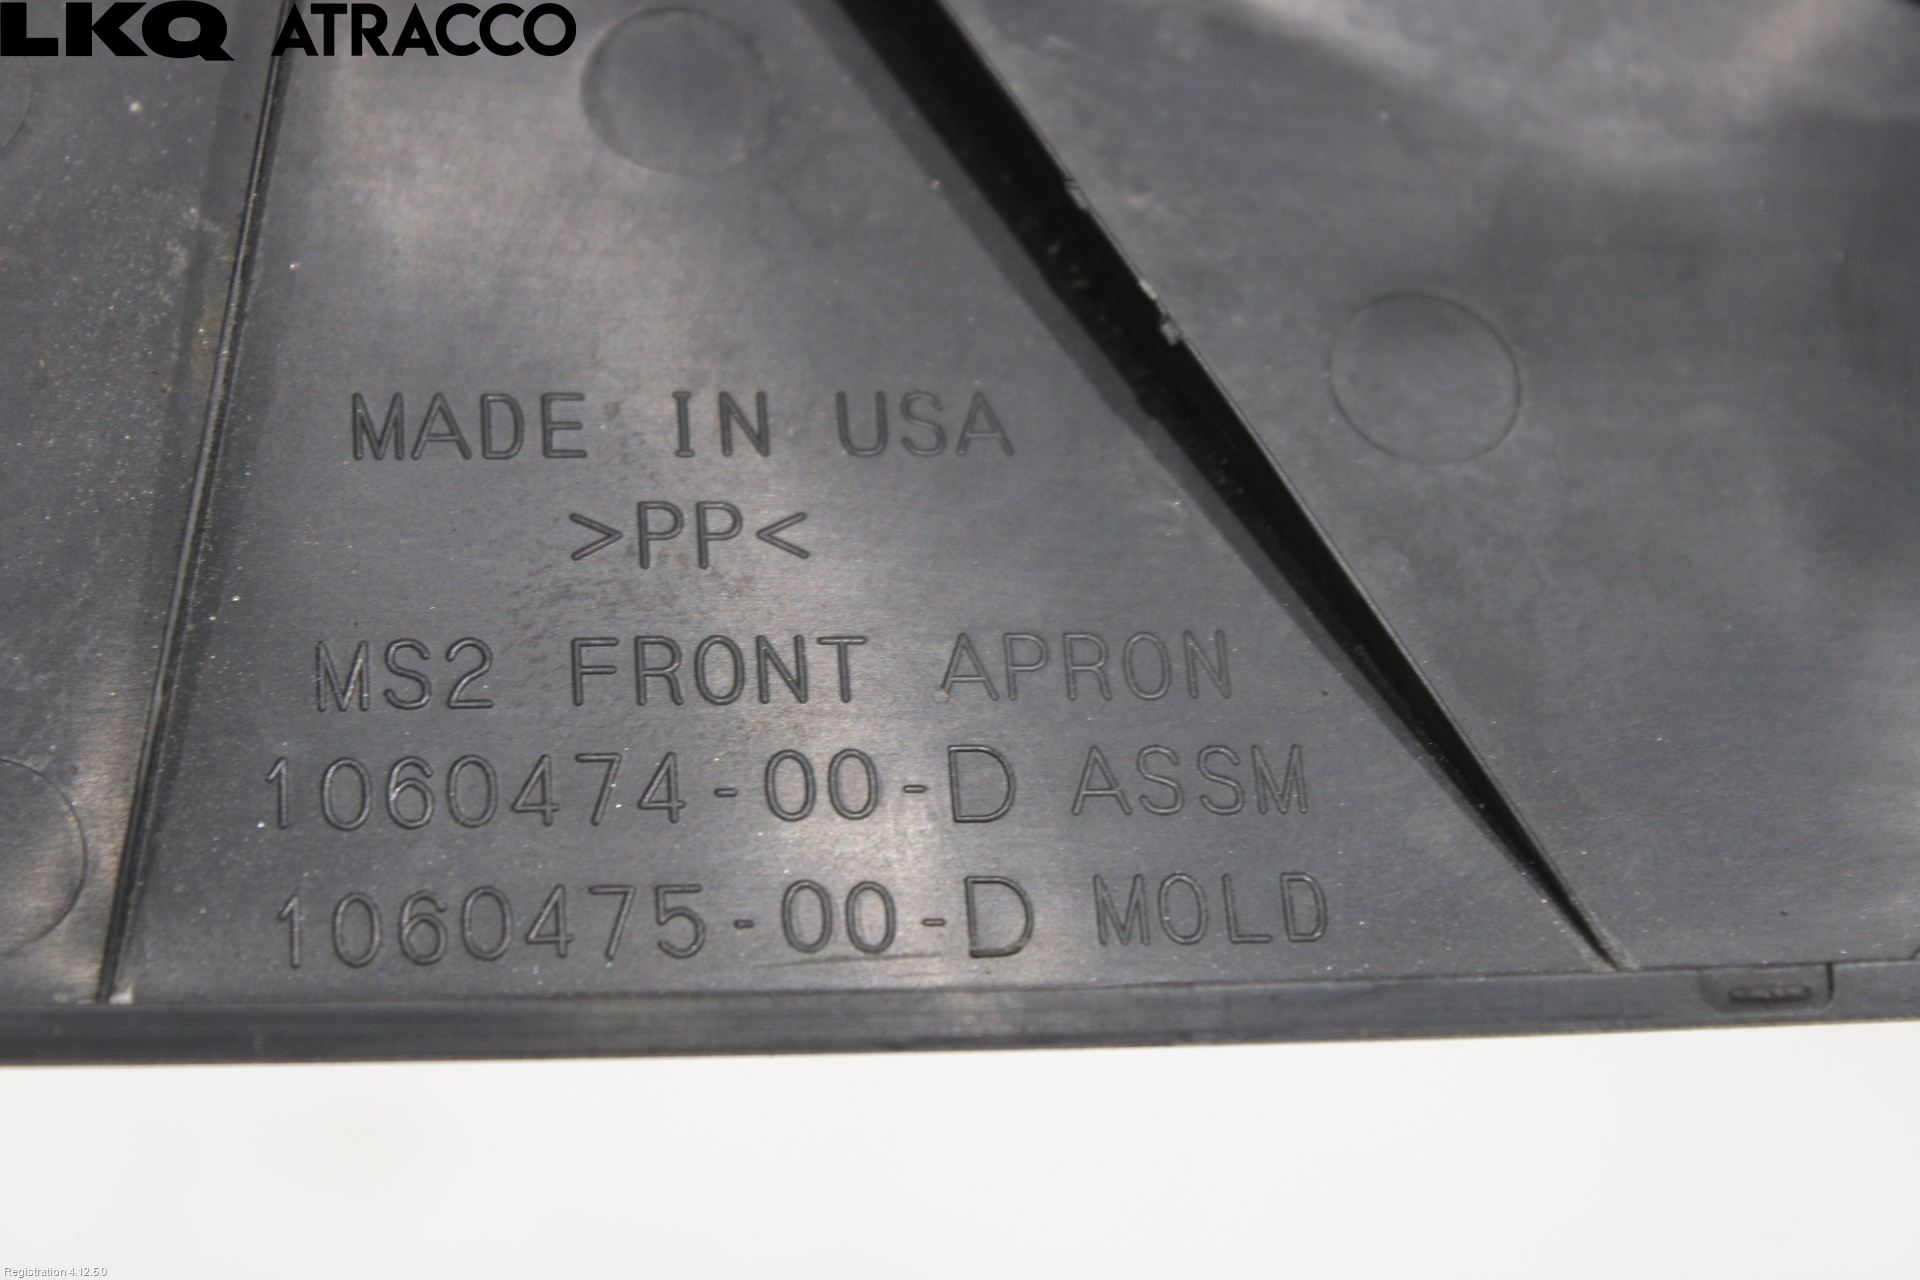 LKQ ATRACCO
MADE IN USA
>PP<
MS2 FRONT APRON
1060474-00-D ASSM
1060475-00-D MOLD
Registration 4.12.5.0